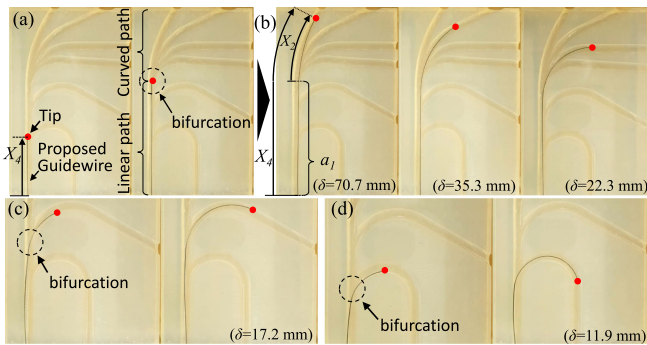 (a)
Tip
X4
Proposed
Guidewire
Linear path
Curved path
bifurcation
(b)
X2
X4
a1
(δ=70.7 mm)
(δ=35.3 mm)
(δ=22.3 mm)
(c)
bifurcation
(δ=17.2 mm)
(d)
bifurcation
(δ=11.9 mm)